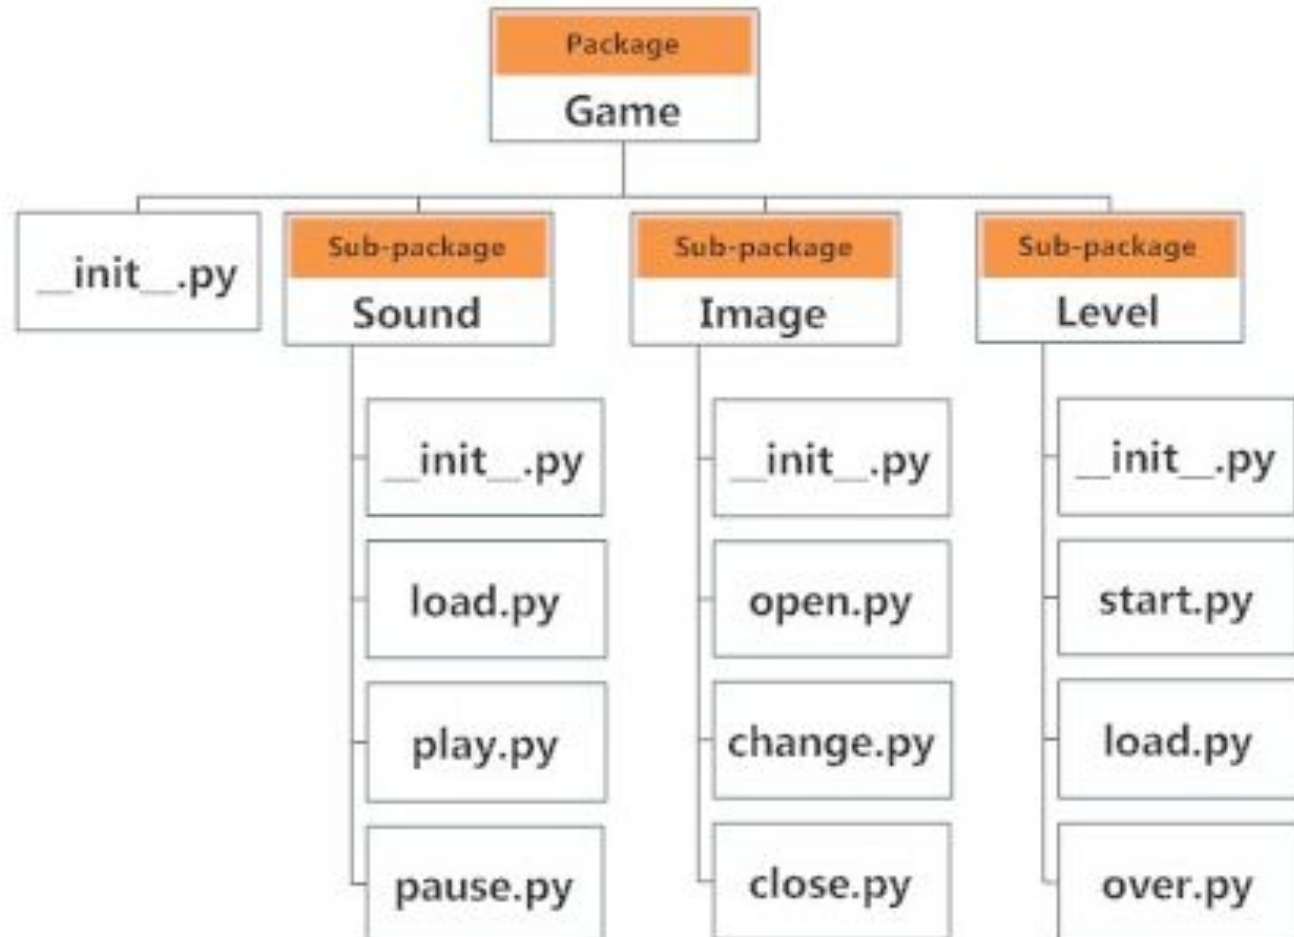 Package
Game
__init__.py
Sub-package
Sound
Sub-package
Image
Sub-package
Level
__init__.py
load.py
play.py
pause.py
__init__.py
open.py
change.py
close.py
__init__.py
start.py
load.py
over.py